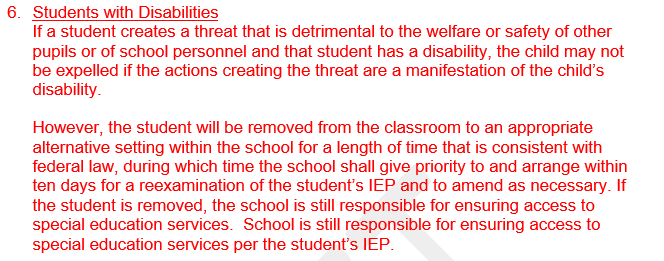 6. Students with Disabilities
If a student creates a threat that is detrimental to the welfare or safety of other
pupils or of school personnel and that student has a disability, the child may not
be expelled if the actions creating the threat are a manifestation of the child's
disability.
However, the student will be removed from the classroom to an appropriate
alternative setting within the school for a length of time that is consistent with
federal law, during which time the school shall give priority to and arrange within
ten days for a reexamination of the student's IEP and to amend as necessary. If
the student is removed, the school is still responsible for ensuring access to
special education services.  School is still responsible for ensuring access to
special education services per the student's IEP.